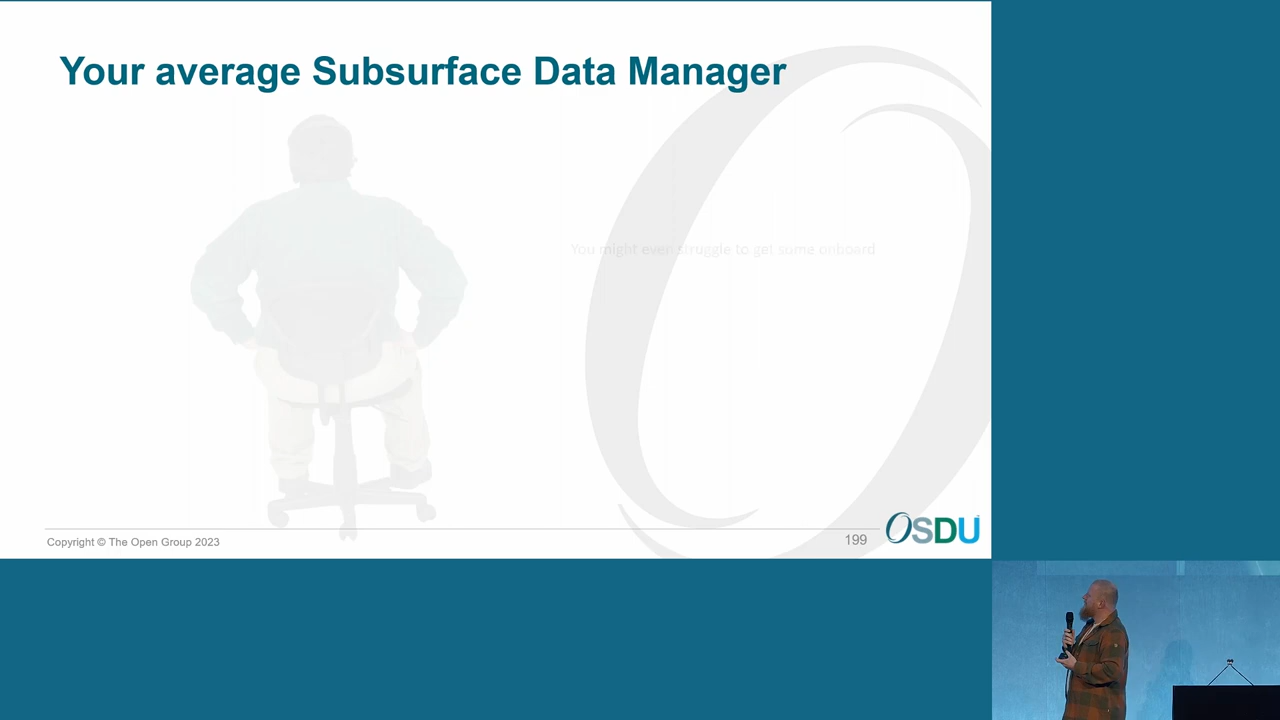 Your average Subsurface Data Manager
You might even struggle to get some onboard
Copyright © The Open Group 2023
199
OSDU